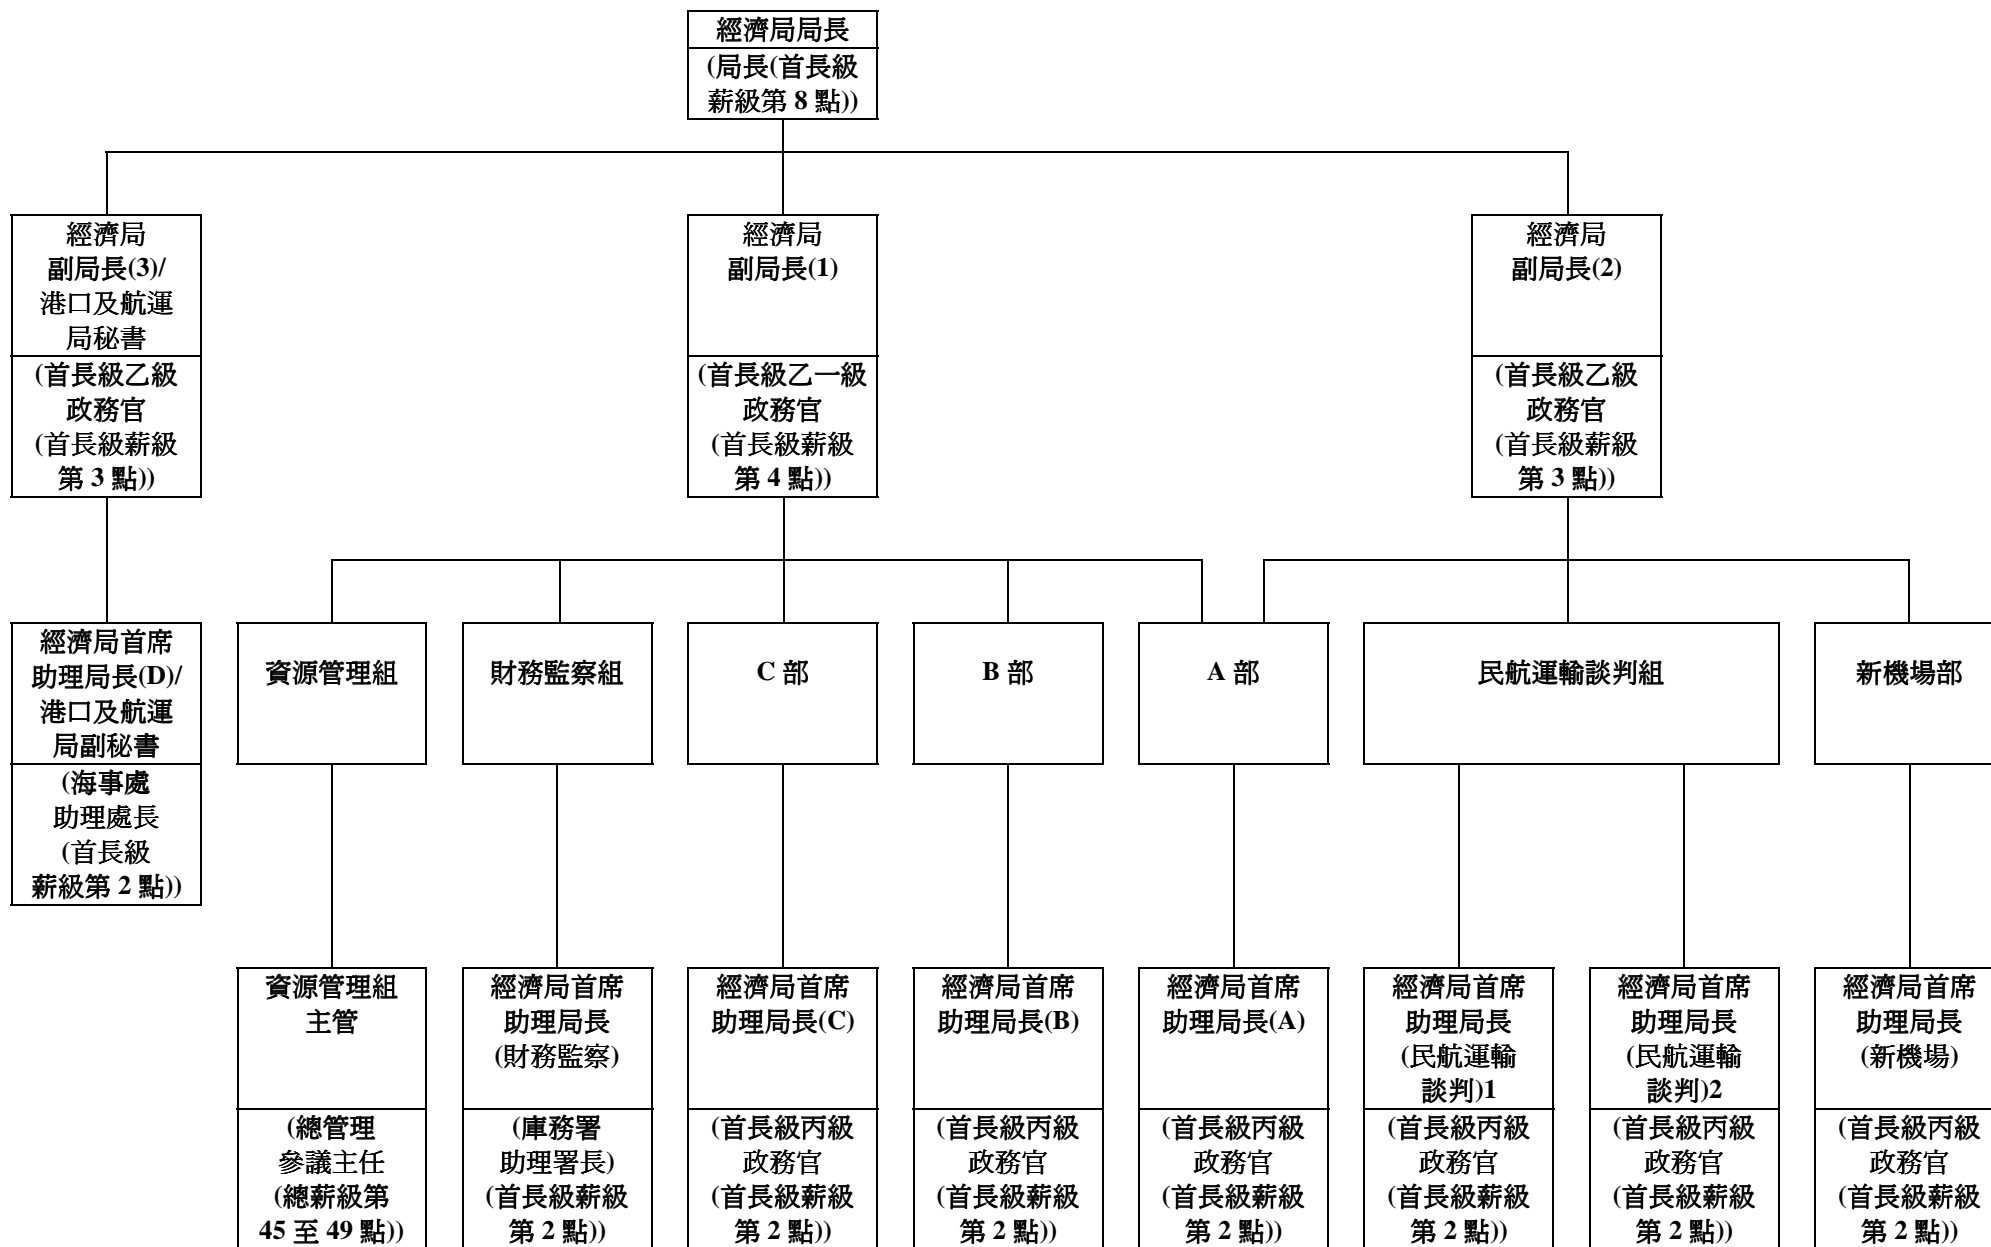 經濟局局長
(局長(首長級
薪級第 8 點))
經濟局
副局長(3)/
港口及航運
局秘書
(首長級乙級
政務官
(首長級薪級
第 3 點))
經濟局
副局長(1)
(首長級乙一級
政務官
(首長級薪級
第 4 點))
經濟局
副局長(2)
(首長級乙級
政務官
(首長級薪級
第 3 點))
經濟局首席
助理局長(D)/
港口及航運
局副秘書
(海事處
助理處長
(首長級
薪級第 2 點))
資源管理組
財務監察組
C 部
B 部
A 部
民航運輸談判組
新機場部
資源管理組
主管
(總管理
參議主任
(總薪級第
45 至 49 點))
經濟局首席
助理局長
(財務監察)
(庫務署
助理署長)
(首長級薪級
第 2 點))
經濟局首席
助理局長(C)
(首長級丙級
政務官
(首長級薪級
第 2 點))
經濟局首席
助理局長(B)
(首長級丙級
政務官
(首長級薪級
第 2 點))
經濟局首席
助理局長(A)
(首長級丙級
政務官
(首長級薪級
第 2 點))
經濟局首席
助理局長
(民航運輸
談判)1
(首長級丙級
政務官
(首長級薪級
第 2 點))
經濟局首席
助理局長
(民航運輸
談判)2
(首長級丙級
政務官
(首長級薪級
第 2 點))
經濟局首席
助理局長
(新機場)
(首長級丙級
政務官
(首長級薪級
第 2 點))